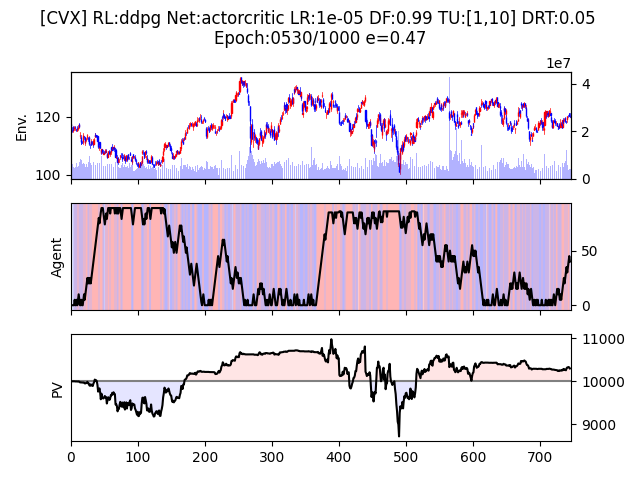 [CVX] RL:ddpg Net:actorcritic LR:1e-05 DF:0.99 TU:[1,10] DRT:0.05
Epoch:0530/1000 e=0.47
1e7
Env.
120
100
4
2
0
Agent
50
0
PV
11000
10000
9000
0 100 200 300 400 500 600 700